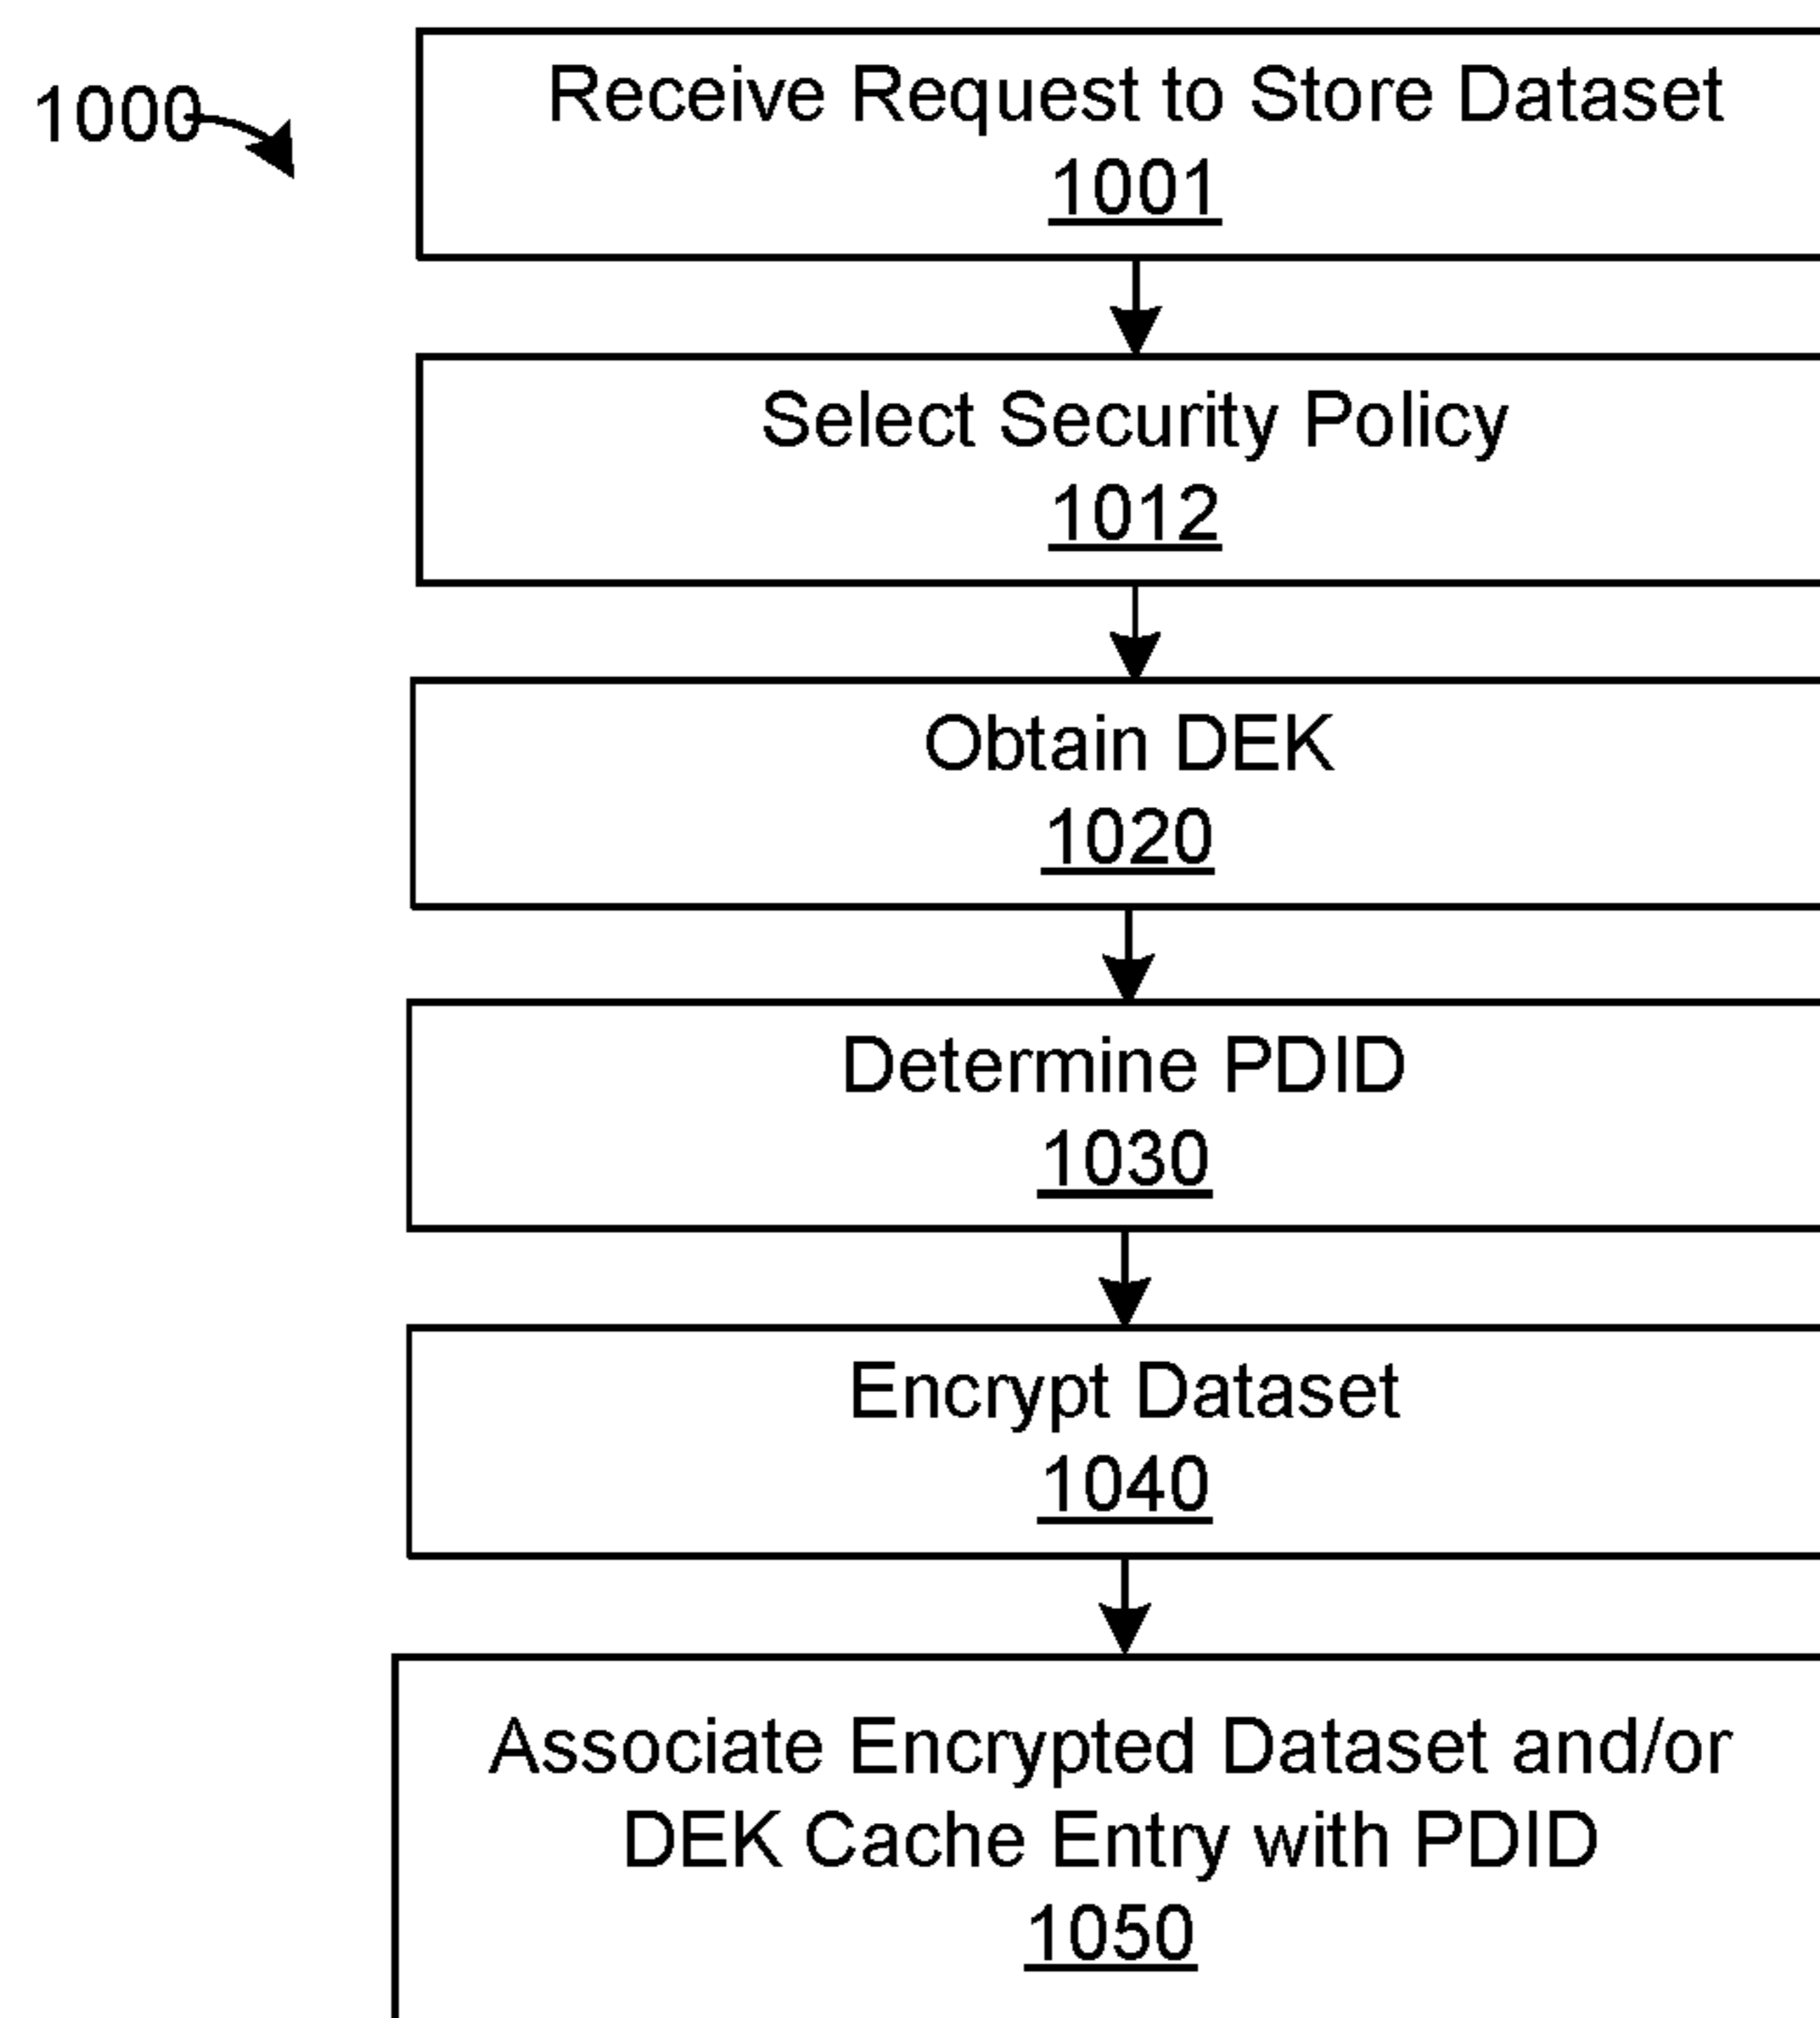 1000
Receive Request to Store Dataset
1001
Select Security Policy
1012
Obtain DEK
1020
Determine PDID
1030
Encrypt Dataset
1040
Associate Encrypted Dataset and/or
DEK Cache Entry with PDID
1050